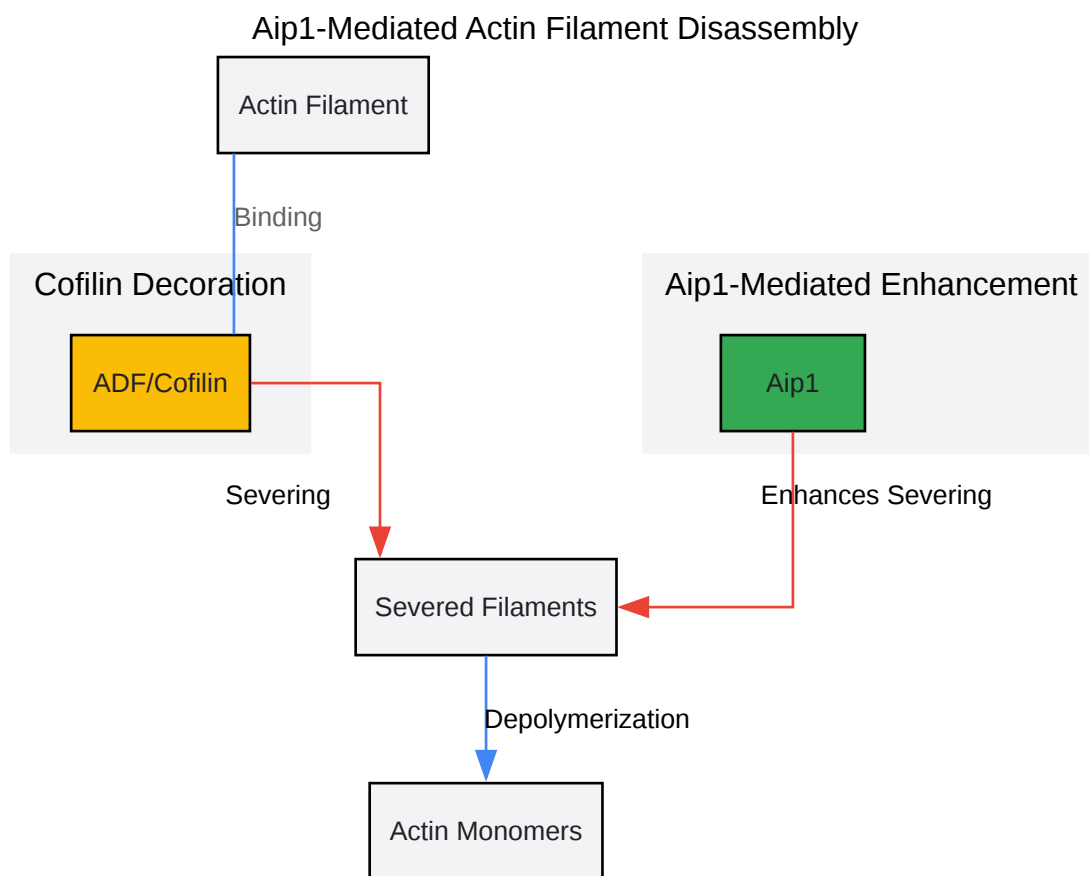 Aip1-Mediated Actin Filament Disassembly
Actin Filament
Binding
Cofilin Decoration
Aip1-Mediated Enhancement
ADF/Cofilin
Aip1
Severing
Enhances Severing
Severed Filaments
Depolymerization
Actin Monomers